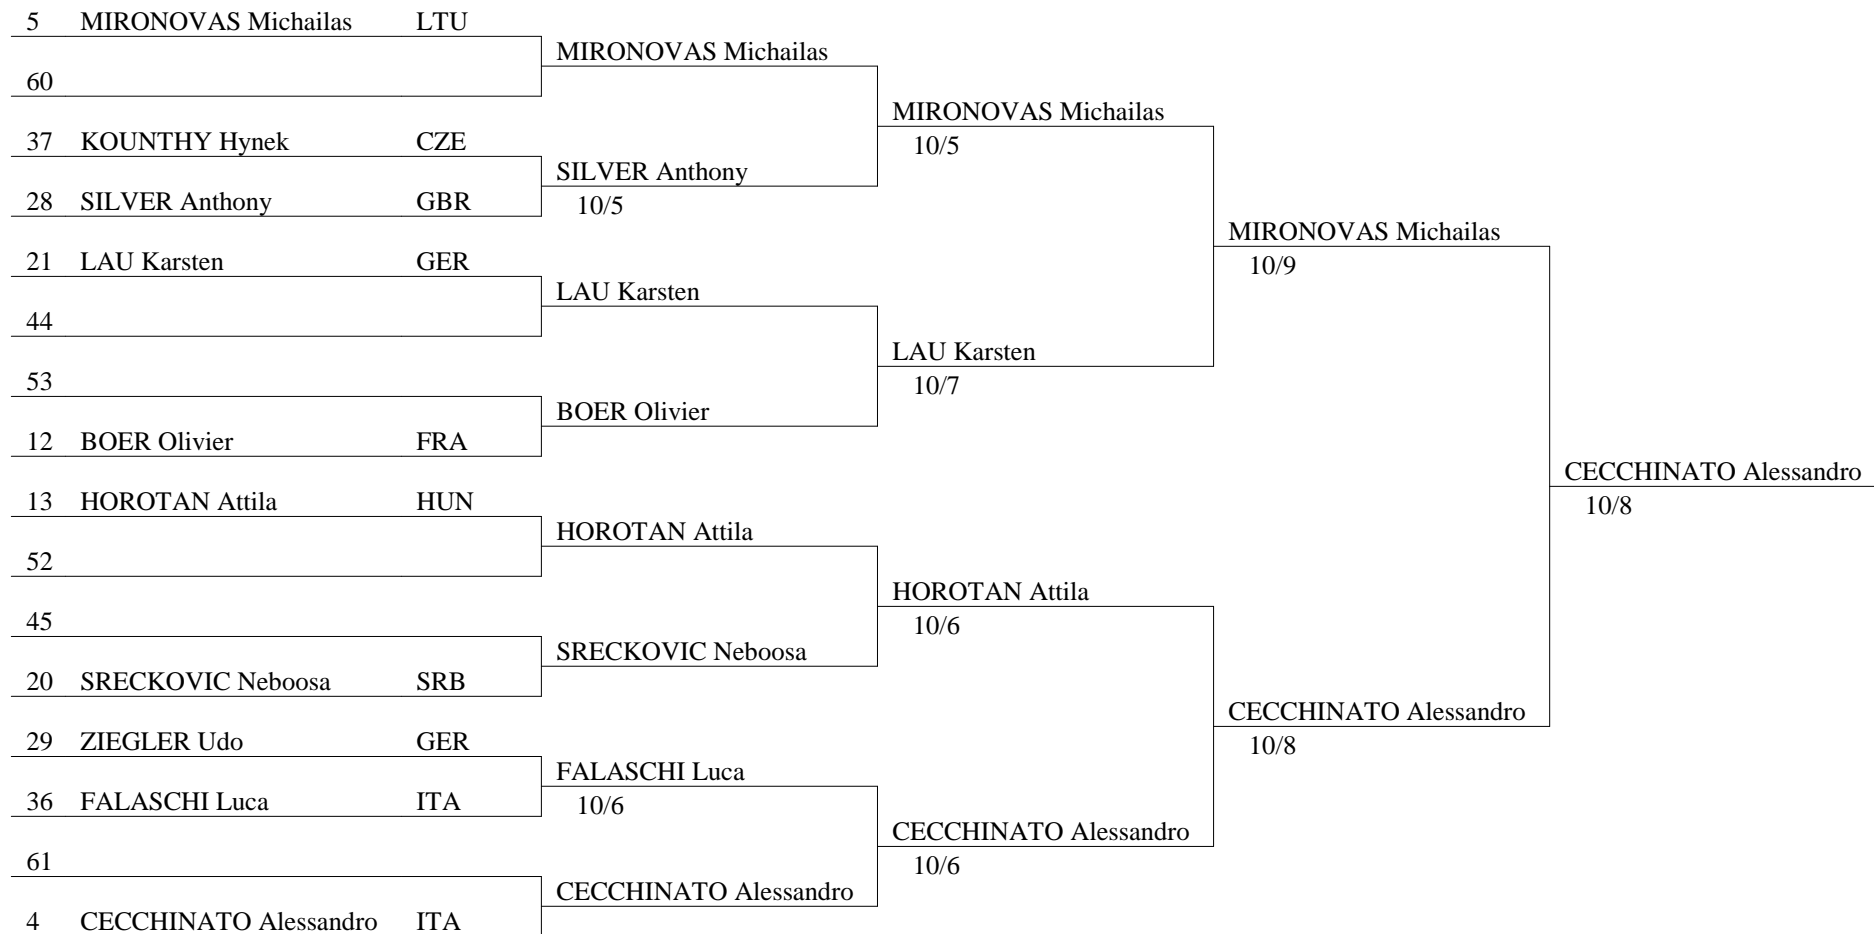 5 MIRONOVAS Michailas LTU
MIRONOVAS Michailas
60
MIRONOVAS Michailas
10/5
37 KOUNTHY Hynek CZE
SILVER Anthony
10/5
28 SILVER Anthony GBR
MIRONOVAS Michailas
10/9
21 LAU Karsten GER
LAU Karsten
44
LAU Karsten
10/7
53
BOER Olivier
12 BOER Olivier FRA
CECCHINATO Alessandro
10/8
13 HOROTAN Attila HUN
HOROTAN Attila
52
HOROTAN Attila
10/6
45
SRECKOVIC Neboosa
20 SRECKOVIC Neboosa SRB
CECCHINATO Alessandro
10/8
29 ZIEGLER Udo GER
FALASCHI Luca
10/6
36 FALASCHI Luca ITA
CECCHINATO Alessandro
10/6
61
CECCHINATO Alessandro
4 CECCHINATO Alessandro ITA